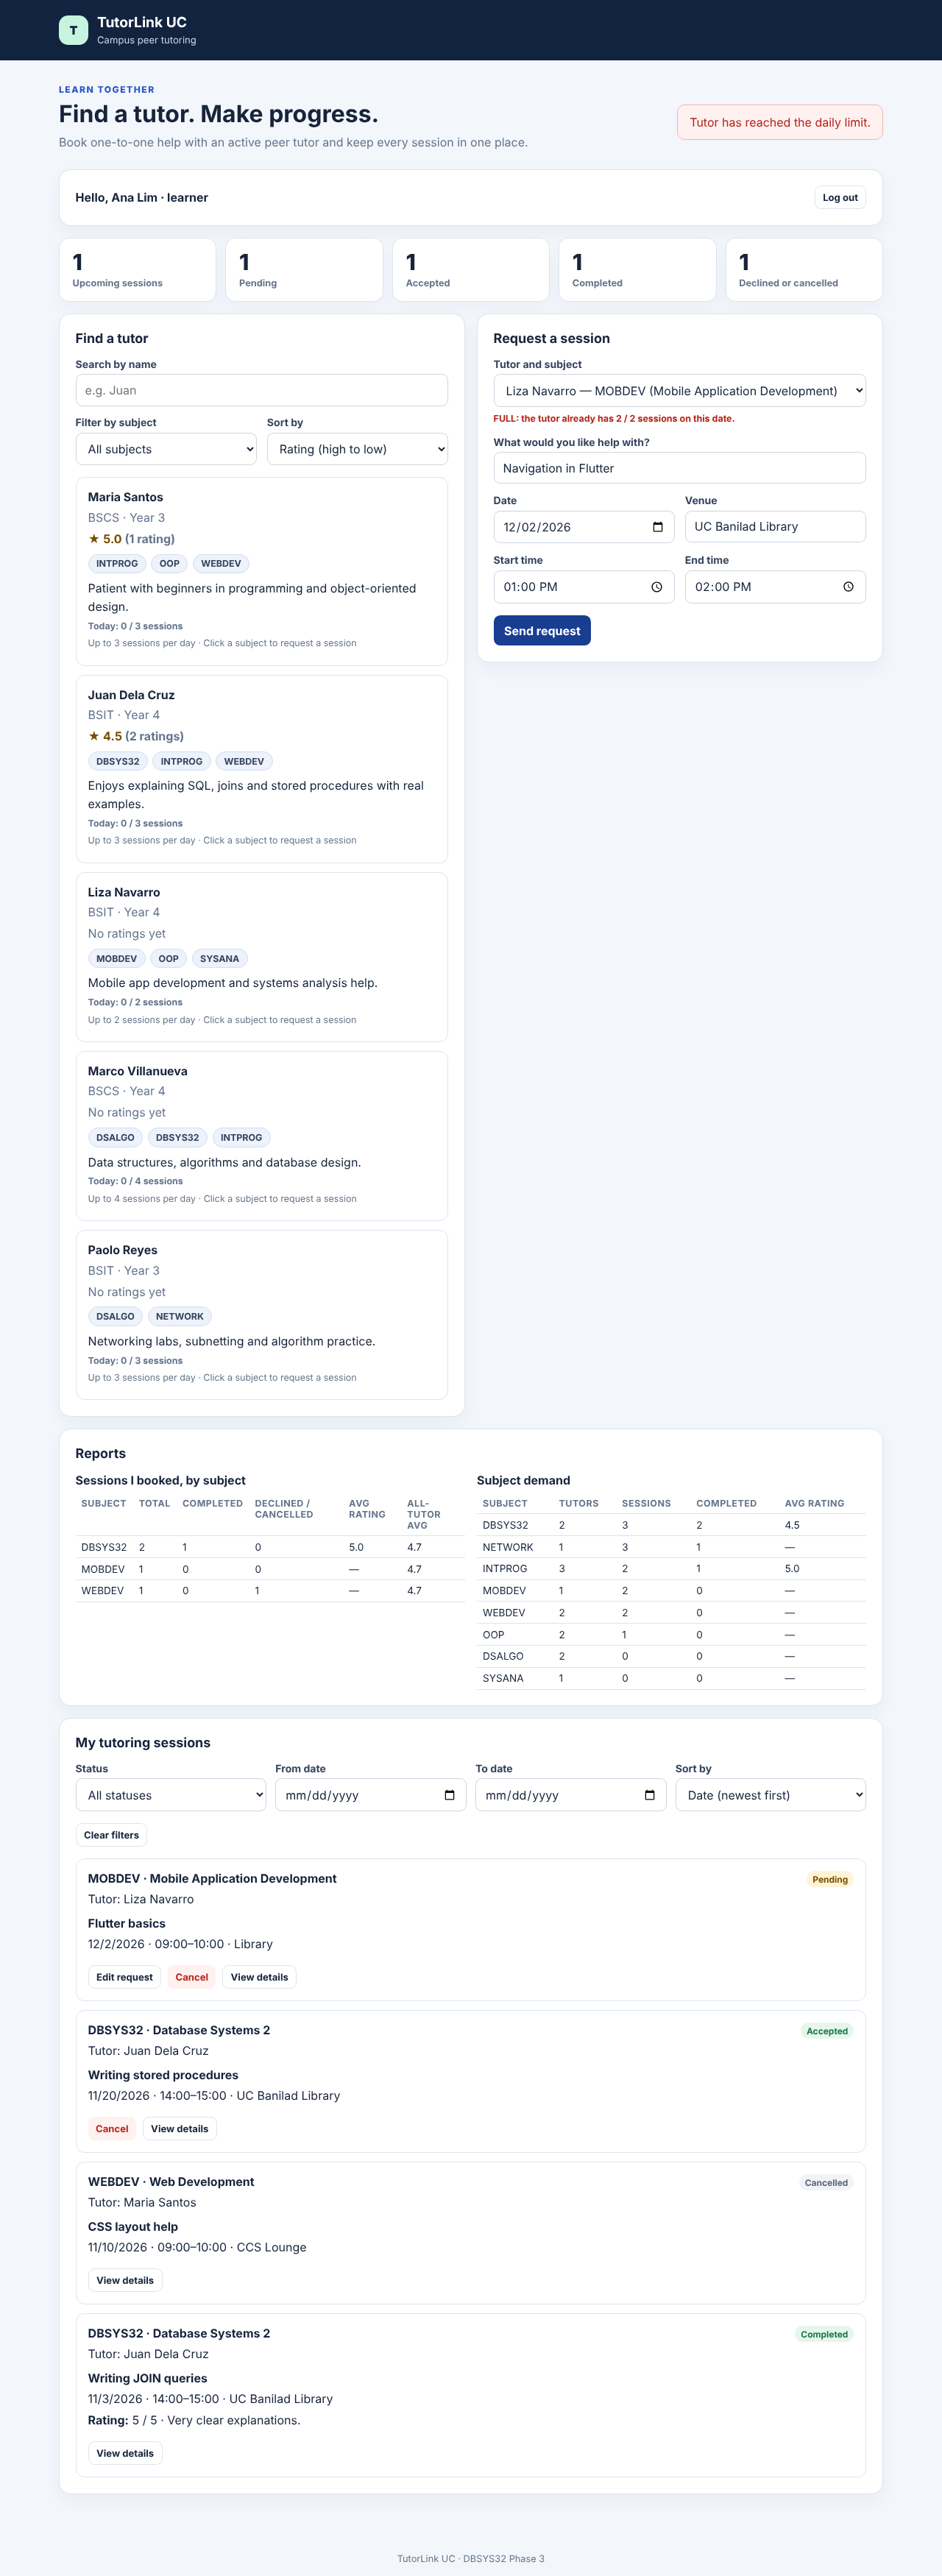 T
TutorLink UC
Campus peer tutoring
LEARN TOGETHER
Find a tutor. Make progress.
Book one-to-one help with an active peer tutor and keep every session in one place.
Tutor has reached the daily limit.
Hello, Ana Lim · learner
Log out
1
Upcoming sessions
1
Pending
1
Accepted
1
Completed
1
Declined or cancelled
Find a tutor
Search by name
e.g. Juan
Filter by subject
Sort by
All subjects
Rating (high to low)
Maria Santos
BSCS · Year 3
★ 5.0 (1 rating)
INTPROG OOP WEBDEV
Patient with beginners in programming and object-oriented
design.
Today: 0 / 3 sessions
Up to 3 sessions per day · Click a subject to request a session
Juan Dela Cruz
BSIT · Year 4
★ 4.5 (2 ratings)
DBSYS32 INTPROG WEBDEV
Enjoys explaining SQL, joins and stored procedures with real
examples.
Today: 0 / 3 sessions
Up to 3 sessions per day · Click a subject to request a session
Liza Navarro
BSIT · Year 4
No ratings yet
MOBDEV OOP SYSANA
Mobile app development and systems analysis help.
Today: 0 / 2 sessions
Up to 2 sessions per day · Click a subject to request a session
Marco Villanueva
BSCS · Year 4
No ratings yet
DSALGO DBSYS32 INTPROG
Data structures, algorithms and database design.
Today: 0 / 4 sessions
Up to 4 sessions per day · Click a subject to request a session
Paolo Reyes
BSIT · Year 3
No ratings yet
DSALGO NETWORK
Networking labs, subnetting and algorithm practice.
Today: 0 / 3 sessions
Up to 3 sessions per day · Click a subject to request a session
Request a session
Tutor and subject
Liza Navarro — MOBDEV (Mobile Application Development)
FULL: the tutor already has 2 / 2 sessions on this date.
What would you like help with?
Navigation in Flutter
Date
Venue
12/02/2026
UC Banilad Library
Start time
End time
01:00 PM
02:00 PM
Send request
Reports
Sessions I booked, by subject
SUBJECT TOTAL COMPLETED DECLINED / CANCELLED AVG RATING ALL-TUTOR AVG
DBSYS32 2 1 0 5.0 4.7
MOBDEV 1 0 0 — 4.7
WEBDEV 1 0 1 — 4.7
Subject demand
SUBJECT TUTORS SESSIONS COMPLETED AVG RATING
DBSYS32 2 3 2 4.5
NETWORK 1 3 1 —
INTPROG 3 2 1 5.0
MOBDEV 1 2 0 —
WEBDEV 2 2 0 —
OOP 2 1 0 —
DSALGO 2 0 0 —
SYSANA 1 0 0 —
My tutoring sessions
Status
From date
To date
Sort by
All statuses
mm/dd/yyyy
mm/dd/yyyy
Date (newest first)
Clear filters
MOBDEV · Mobile Application Development
Pending
Tutor: Liza Navarro
Flutter basics
12/2/2026 · 09:00–10:00 · Library
Edit request
Cancel
View details
DBSYS32 · Database Systems 2
Accepted
Tutor: Juan Dela Cruz
Writing stored procedures
11/20/2026 · 14:00–15:00 · UC Banilad Library
Cancel
View details
WEBDEV · Web Development
Cancelled
Tutor: Maria Santos
CSS layout help
11/10/2026 · 09:00–10:00 · CCS Lounge
View details
DBSYS32 · Database Systems 2
Completed
Tutor: Juan Dela Cruz
Writing JOIN queries
11/3/2026 · 14:00–15:00 · UC Banilad Library
Rating: 5 / 5 · Very clear explanations.
View details
TutorLink UC · DBSYS32 Phase 3